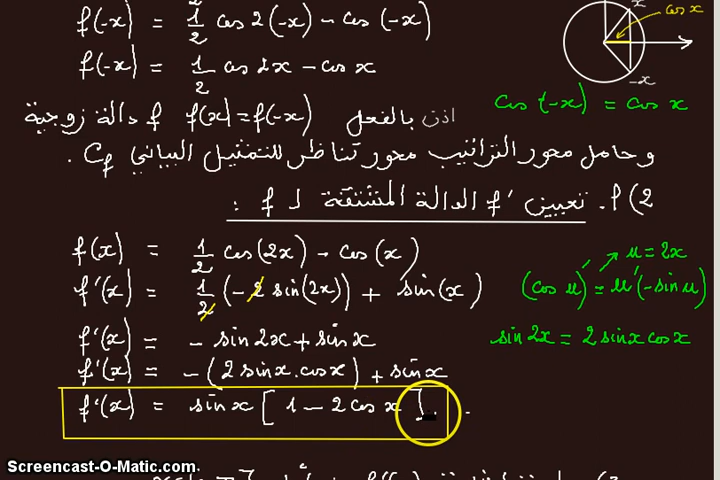 f(-x) = 1/2 cos 2(-x) - cos(-x)
cos x
x
-x
f(-x) = 1/2 cos 2x - cos x
cos(-x) = cos x
اذن بالفعل f(x)=f(-x) f دالة زوجية
وحامل محور التراتيب محور تناظر للتمثيل البياني Cf .
2) أ. تعيين f' الدالة المشتقة لـ f :
f(x) = 1/2 cos(2x) - cos(x)
u = 2x
f'(x) = 1/2 (-2 sin(2x)) + sin(x)
(cos u)' = u'(-sin u)
f'(x) = - sin 2x + sin x
sin 2x = 2 sin x cos x
f'(x) = -(2 sin x . cos x) + sin x
f'(x) = sin x [ 1 - 2 cos x ] .
Screencast-O-Matic.com